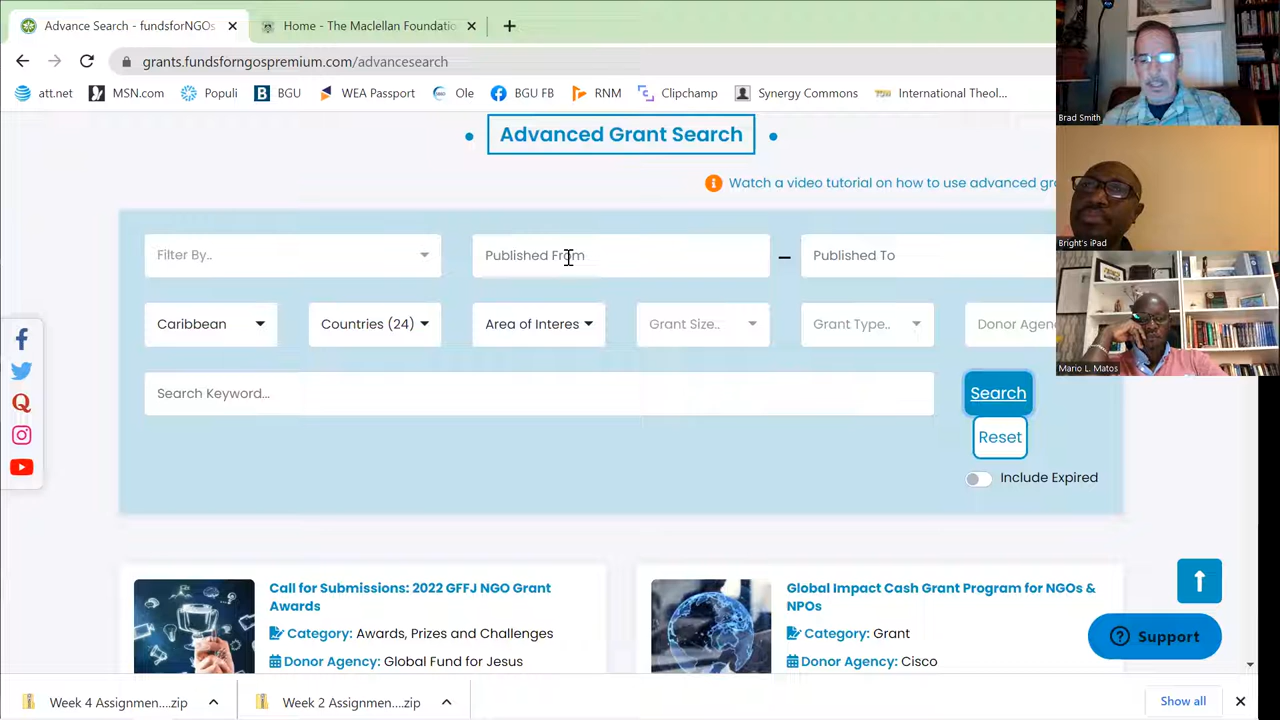 Advance Search - fundsforNGOs
Home - The Maclellan Foundatio
grants.fundsforngospremium.com/advancesearch
att.net
MSN.com
Populi
BGU
WEA Passport
Ole
BGU FB
RNM
Clipchamp
Synergy Commons
International Theol...
Advanced Grant Search
Watch a video tutorial on how to use advanced gr
Filter By..
Published From
Published To
Caribbean
Countries (24)
Area of Interes
Grant Size..
Grant Type..
Donor Agen
Search Keyword...
Search
Reset
Include Expired
Call for Submissions: 2022 GFFJ NGO Grant
Awards
Category: Awards, Prizes and Challenges
Donor Agency: Global Fund for Jesus
Global Impact Cash Grant Program for NGOs &
NPOs
Category: Grant
Donor Agency: Cisco
Support
Week 4 Assignmen....zip
Week 2 Assignmen....zip
Show all
Brad Smith
Bright's iPad
Mario L. Matos